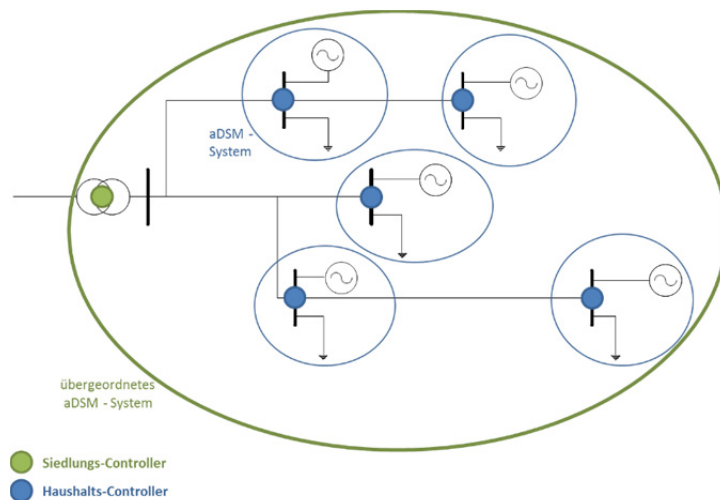 aDSM -
System
übergeordnetes
aDSM - System
Siedlungs-Controller
Haushalts-Controller